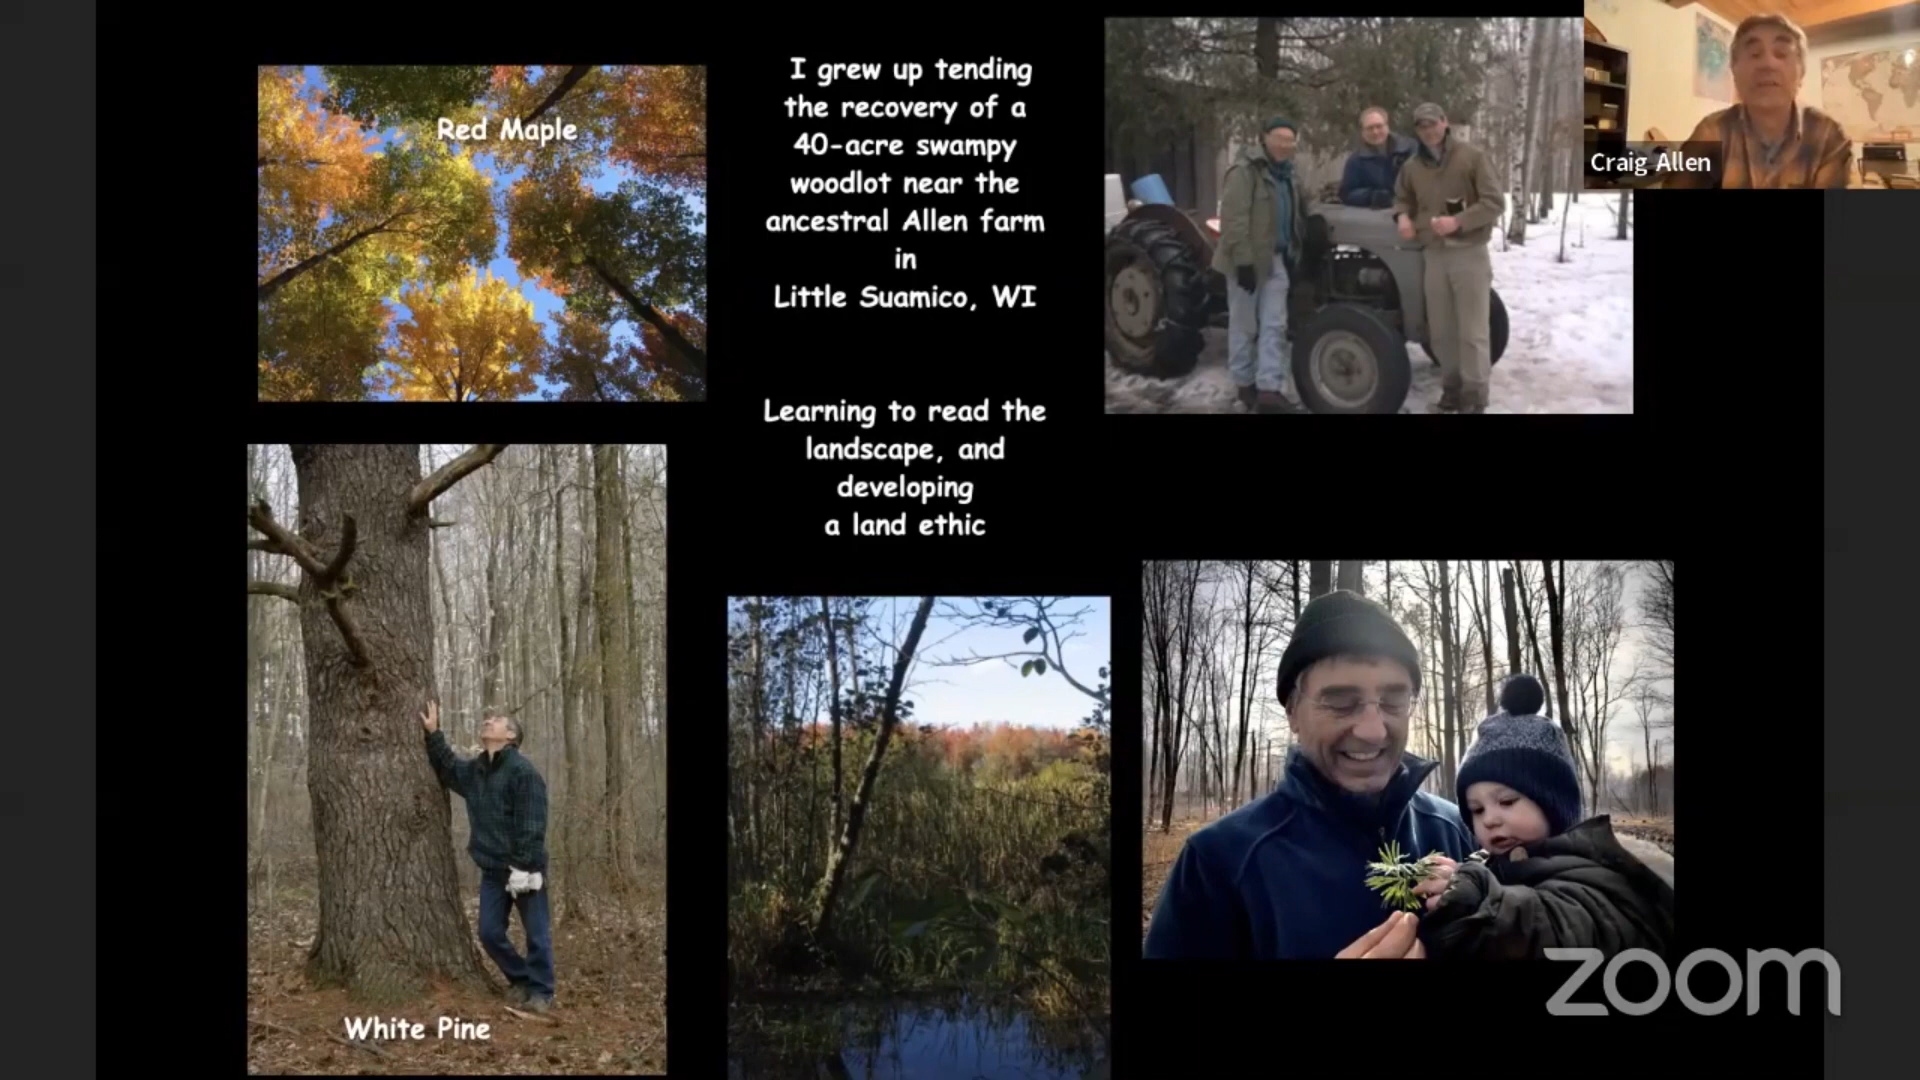 Red Maple
I grew up tending
the recovery of a
40-acre swampy
woodlot near the
ancestral Allen farm
in
Little Suamico, WI
Learning to read the
landscape, and
developing
a land ethic
White Pine
Craig Allen
zoom